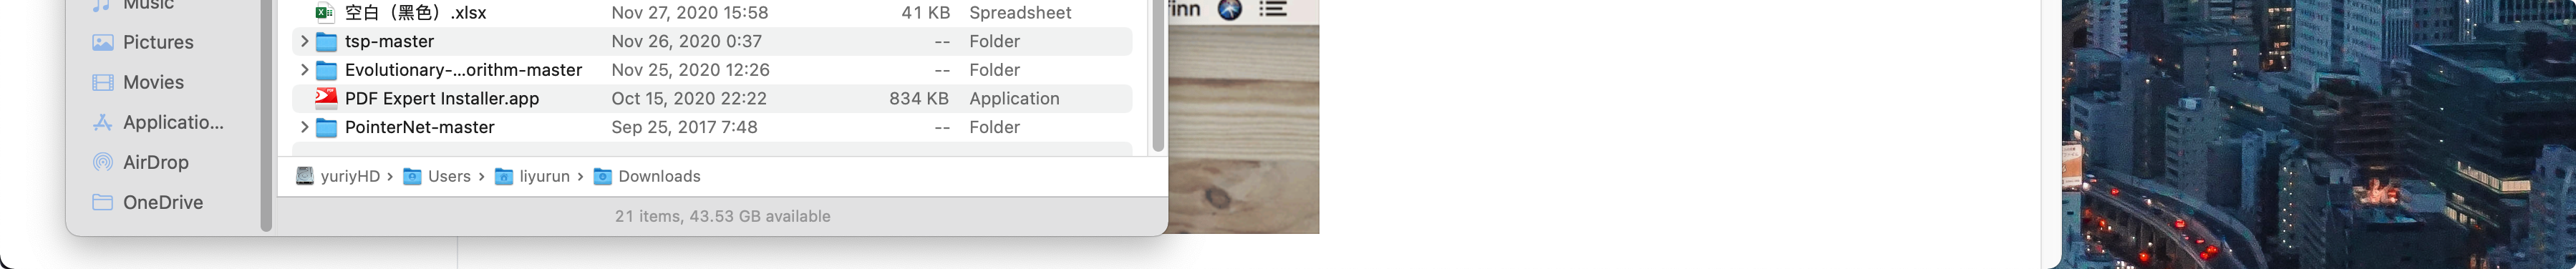 Music
空白（黑色）.xlsx Nov 27, 2020 15:58 41 KB Spreadsheet
Pictures
tsp-master Nov 26, 2020 0:37 -- Folder
Evolutionary-...orithm-master Nov 25, 2020 12:26 -- Folder
Movies
PDF Expert Installer.app Oct 15, 2020 22:22 834 KB Application
Applicatio...
PointerNet-master Sep 25, 2017 7:48 -- Folder
AirDrop
yuriyHD › Users › liyurun › Downloads
OneDrive
21 items, 43.53 GB available